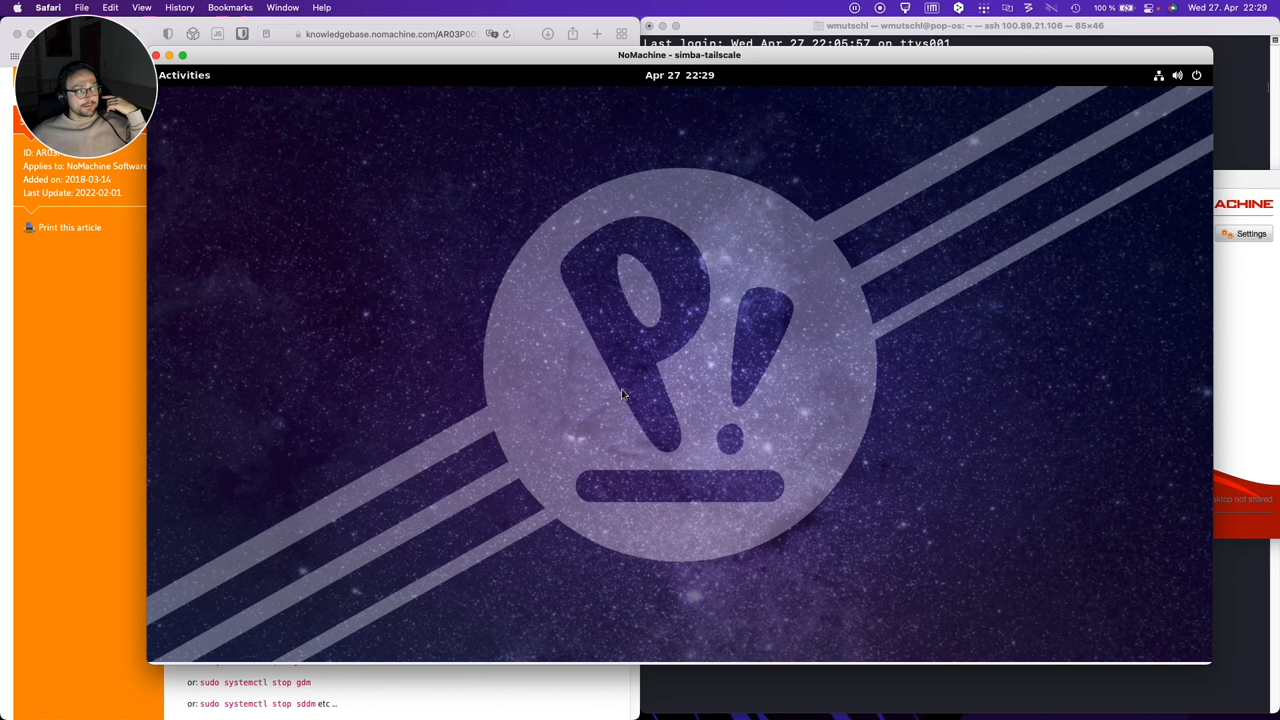 Safari File Edit View History Bookmarks Window Help
100 % Wed 27. Apr 22:29
knowledgebase.nomachine.com/AR03P00
wmutschl — wmutschl@pop-os: — ssh 100.89.21.106 — 85×46
Last login: Wed Apr 27 22:05:57 on ttys001
NoMachine - simba-tailscale
Activities
Apr 27 22:29
Applies to: NoMachine Software
Added on: 2018-03-14
Last Update: 2022-02-01
Print this article
ACHINE
Settings
P!
sktop not shared
or: sudo systemctl stop gdm
or: sudo systemctl stop sddm etc ...